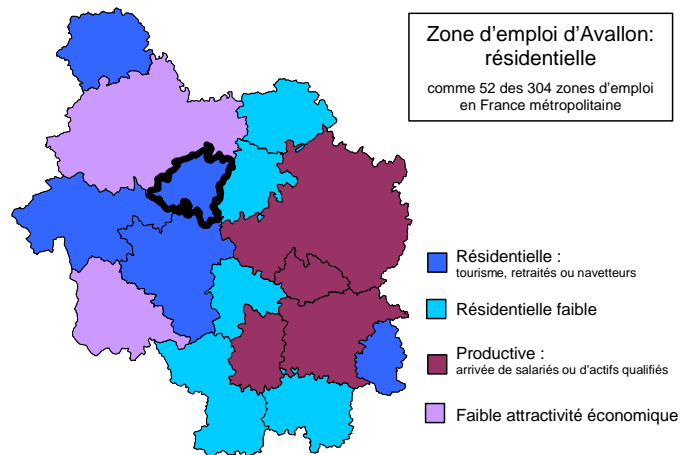 Zone d'emploi d'Avallon:
résidentielle
comme 52 des 304 zones d'emploi
en France métropolitaine
Résidentielle :
tourisme, retraités ou navetteurs
Résidentielle faible
Productive :
arrivée de salariés ou d'actifs qualifiés
Faible attractivité économique